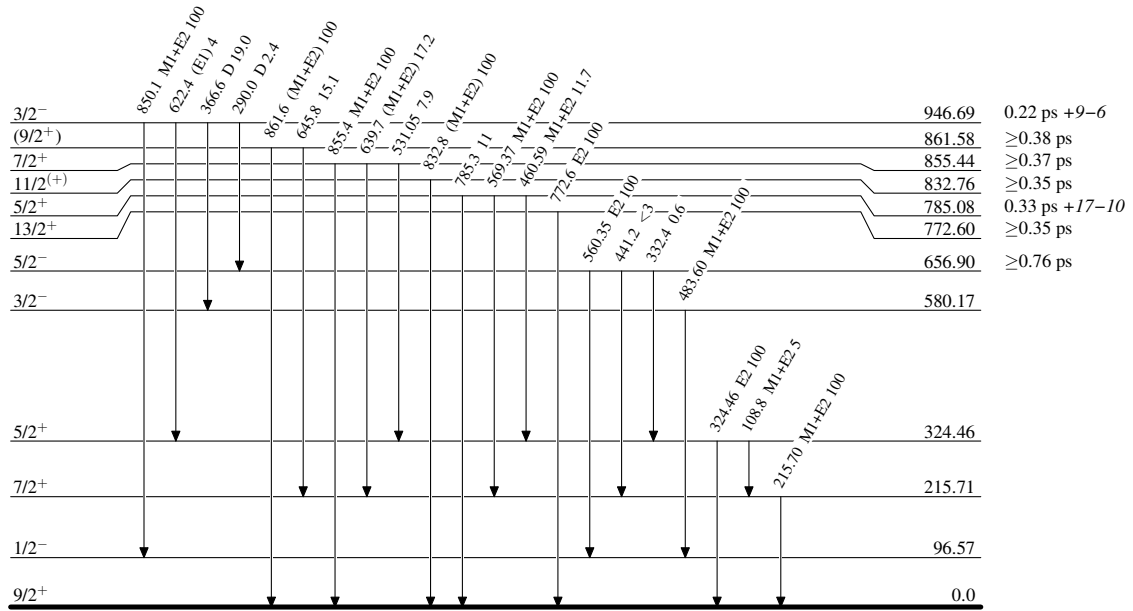 850.1 M1+E2 100
622.4 (E1) 4
366.6 D 19.0
290.0 D 2.4
861.6 (M1+E2) 100
645.8 15.1
855.4 M1+E2 100
639.7 (M1+E2) 17.2
531.05 7.9
832.8 (M1+E2) 100
785.3 11
569.37 M1+E2 100
460.59 M1+E2 11.7
772.6 E2 100
560.35 E2 100
441.2 <3
332.4 0.6
483.60 M1+E2 100
324.46 E2 100
108.8 M1+E2 5
215.70 M1+E2 100
3/2⁻ 946.69 0.22 ps +9−6
(9/2⁺) 861.58 ≥0.38 ps
7/2⁺ 855.44 ≥0.37 ps
11/2⁽⁺⁾ 832.76 ≥0.35 ps
5/2⁺ 785.08 0.33 ps +17−10
13/2⁺ 772.60 ≥0.35 ps
5/2⁻ 656.90 ≥0.76 ps
3/2⁻ 580.17
5/2⁺ 324.46
7/2⁺ 215.71
1/2⁻ 96.57
9/2⁺ 0.0